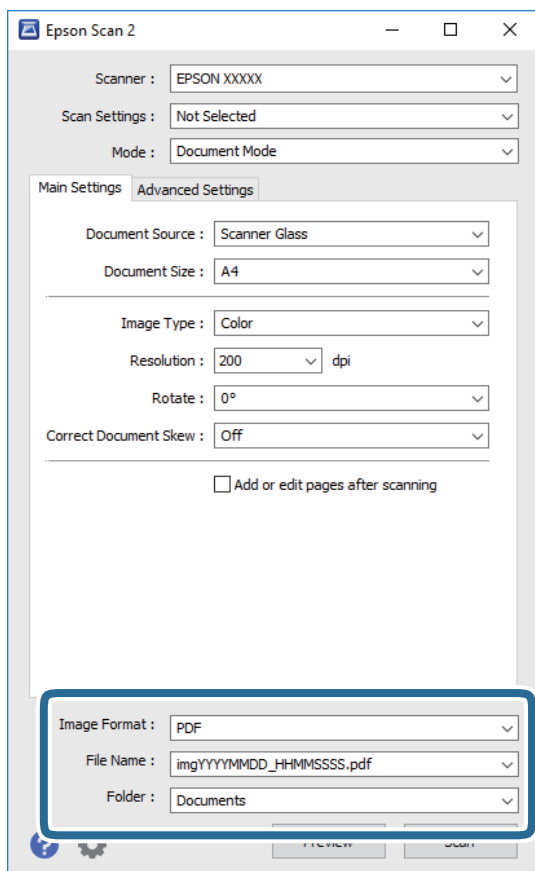 Epson Scan 2
Scanner : EPSON XXXXX
Scan Settings : Not Selected
Mode : Document Mode
Main Settings Advanced Settings
Document Source : Scanner Glass
Document Size : A4
Image Type : Color
Resolution : 200 dpi
Rotate : 0°
Correct Document Skew : Off
Add or edit pages after scanning
Image Format : PDF
File Name : imgYYYYMMDD_HHMMSSSS.pdf
Folder : Documents
? Preview Scan